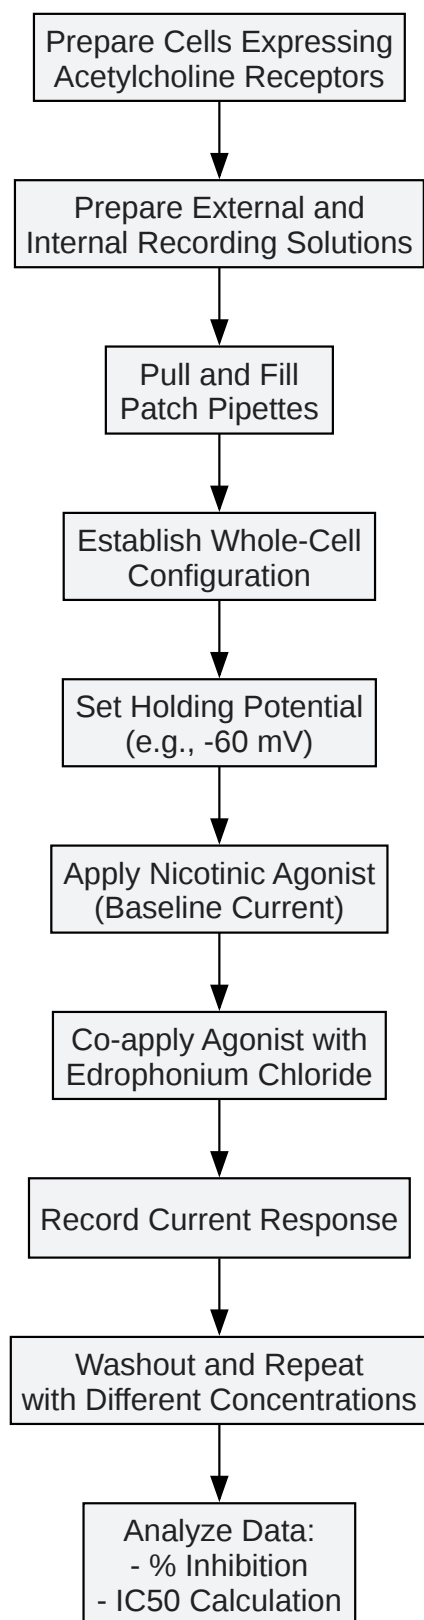 Prepare Cells Expressing
Acetylcholine Receptors
Prepare External and
Internal Recording Solutions
Pull and Fill
Patch Pipettes
Establish Whole-Cell
Configuration
Set Holding Potential
(e.g., -60 mV)
Apply Nicotinic Agonist
(Baseline Current)
Co-apply Agonist with
Edrophonium Chloride
Record Current Response
Washout and Repeat
with Different Concentrations
Analyze Data:
- % Inhibition
- IC50 Calculation